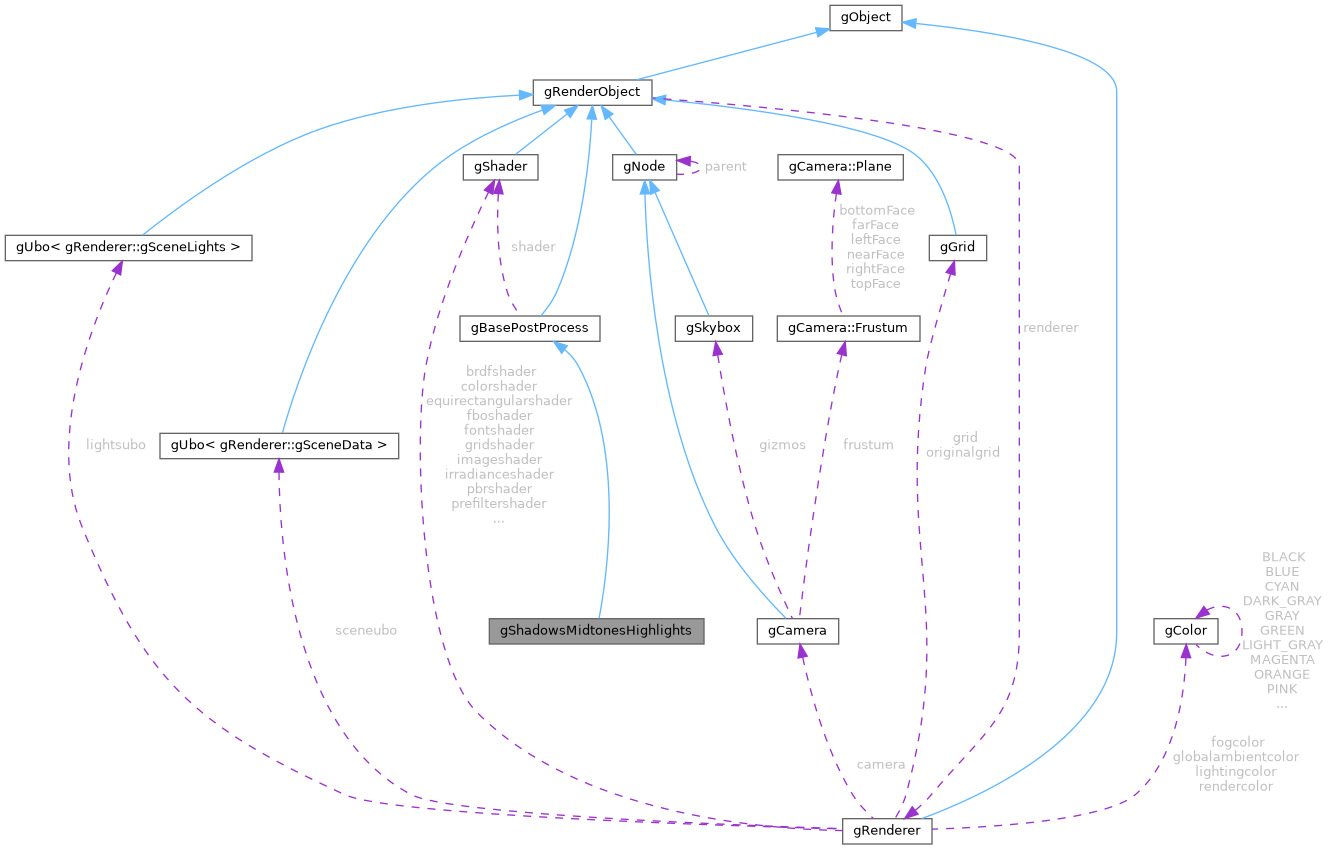 gObject
gRenderObject
gShader
gNode
parent
gCamera::Plane
bottomFace
farFace
leftFace
nearFace
rightFace
topFace
gUbo< gRenderer::gSceneLights >
shader
gGrid
gBasePostProcess
gSkybox
gCamera::Frustum
renderer
brdfshader
colorshader
equirectangularshader
fboshader
fontshader
gridshader
imageshader
irradianceshader
pbrshader
prefiltershader
...
lightsubo
gUbo< gRenderer::gSceneData >
gizmos
frustum
grid
originalgrid
BLACK
BLUE
CYAN
DARK_GRAY
GRAY
GREEN
LIGHT_GRAY
MAGENTA
ORANGE
PINK
...
sceneubo
gShadowsMidtonesHighlights
gCamera
gColor
camera
fogcolor
globalambientcolor
lightingcolor
rendercolor
gRenderer